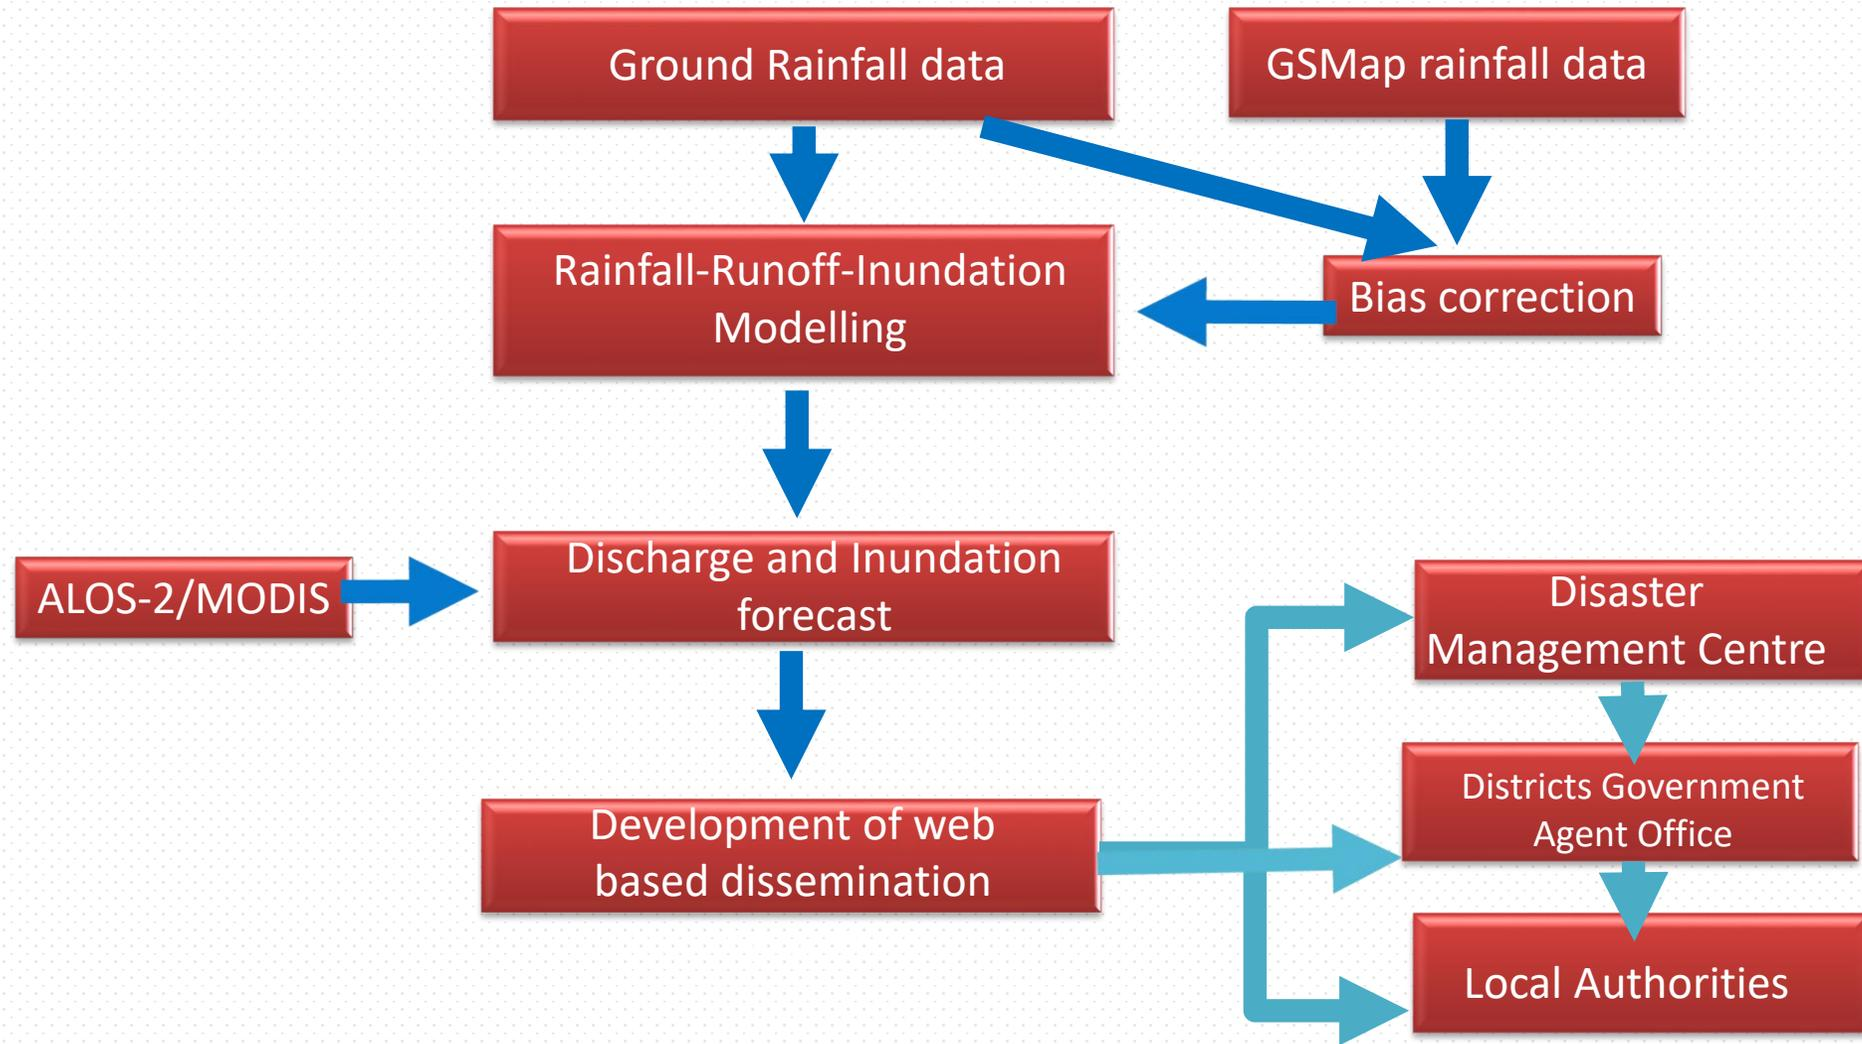 Ground Rainfall data
GSMap rainfall data
Rainfall-Runoff-Inundation
Modelling
Bias correction
ALOS-2/MODIS
Discharge and Inundation
forecast
Disaster
Management Centre
Districts Government
Agent Office
Development of web
based dissemination
Local Authorities